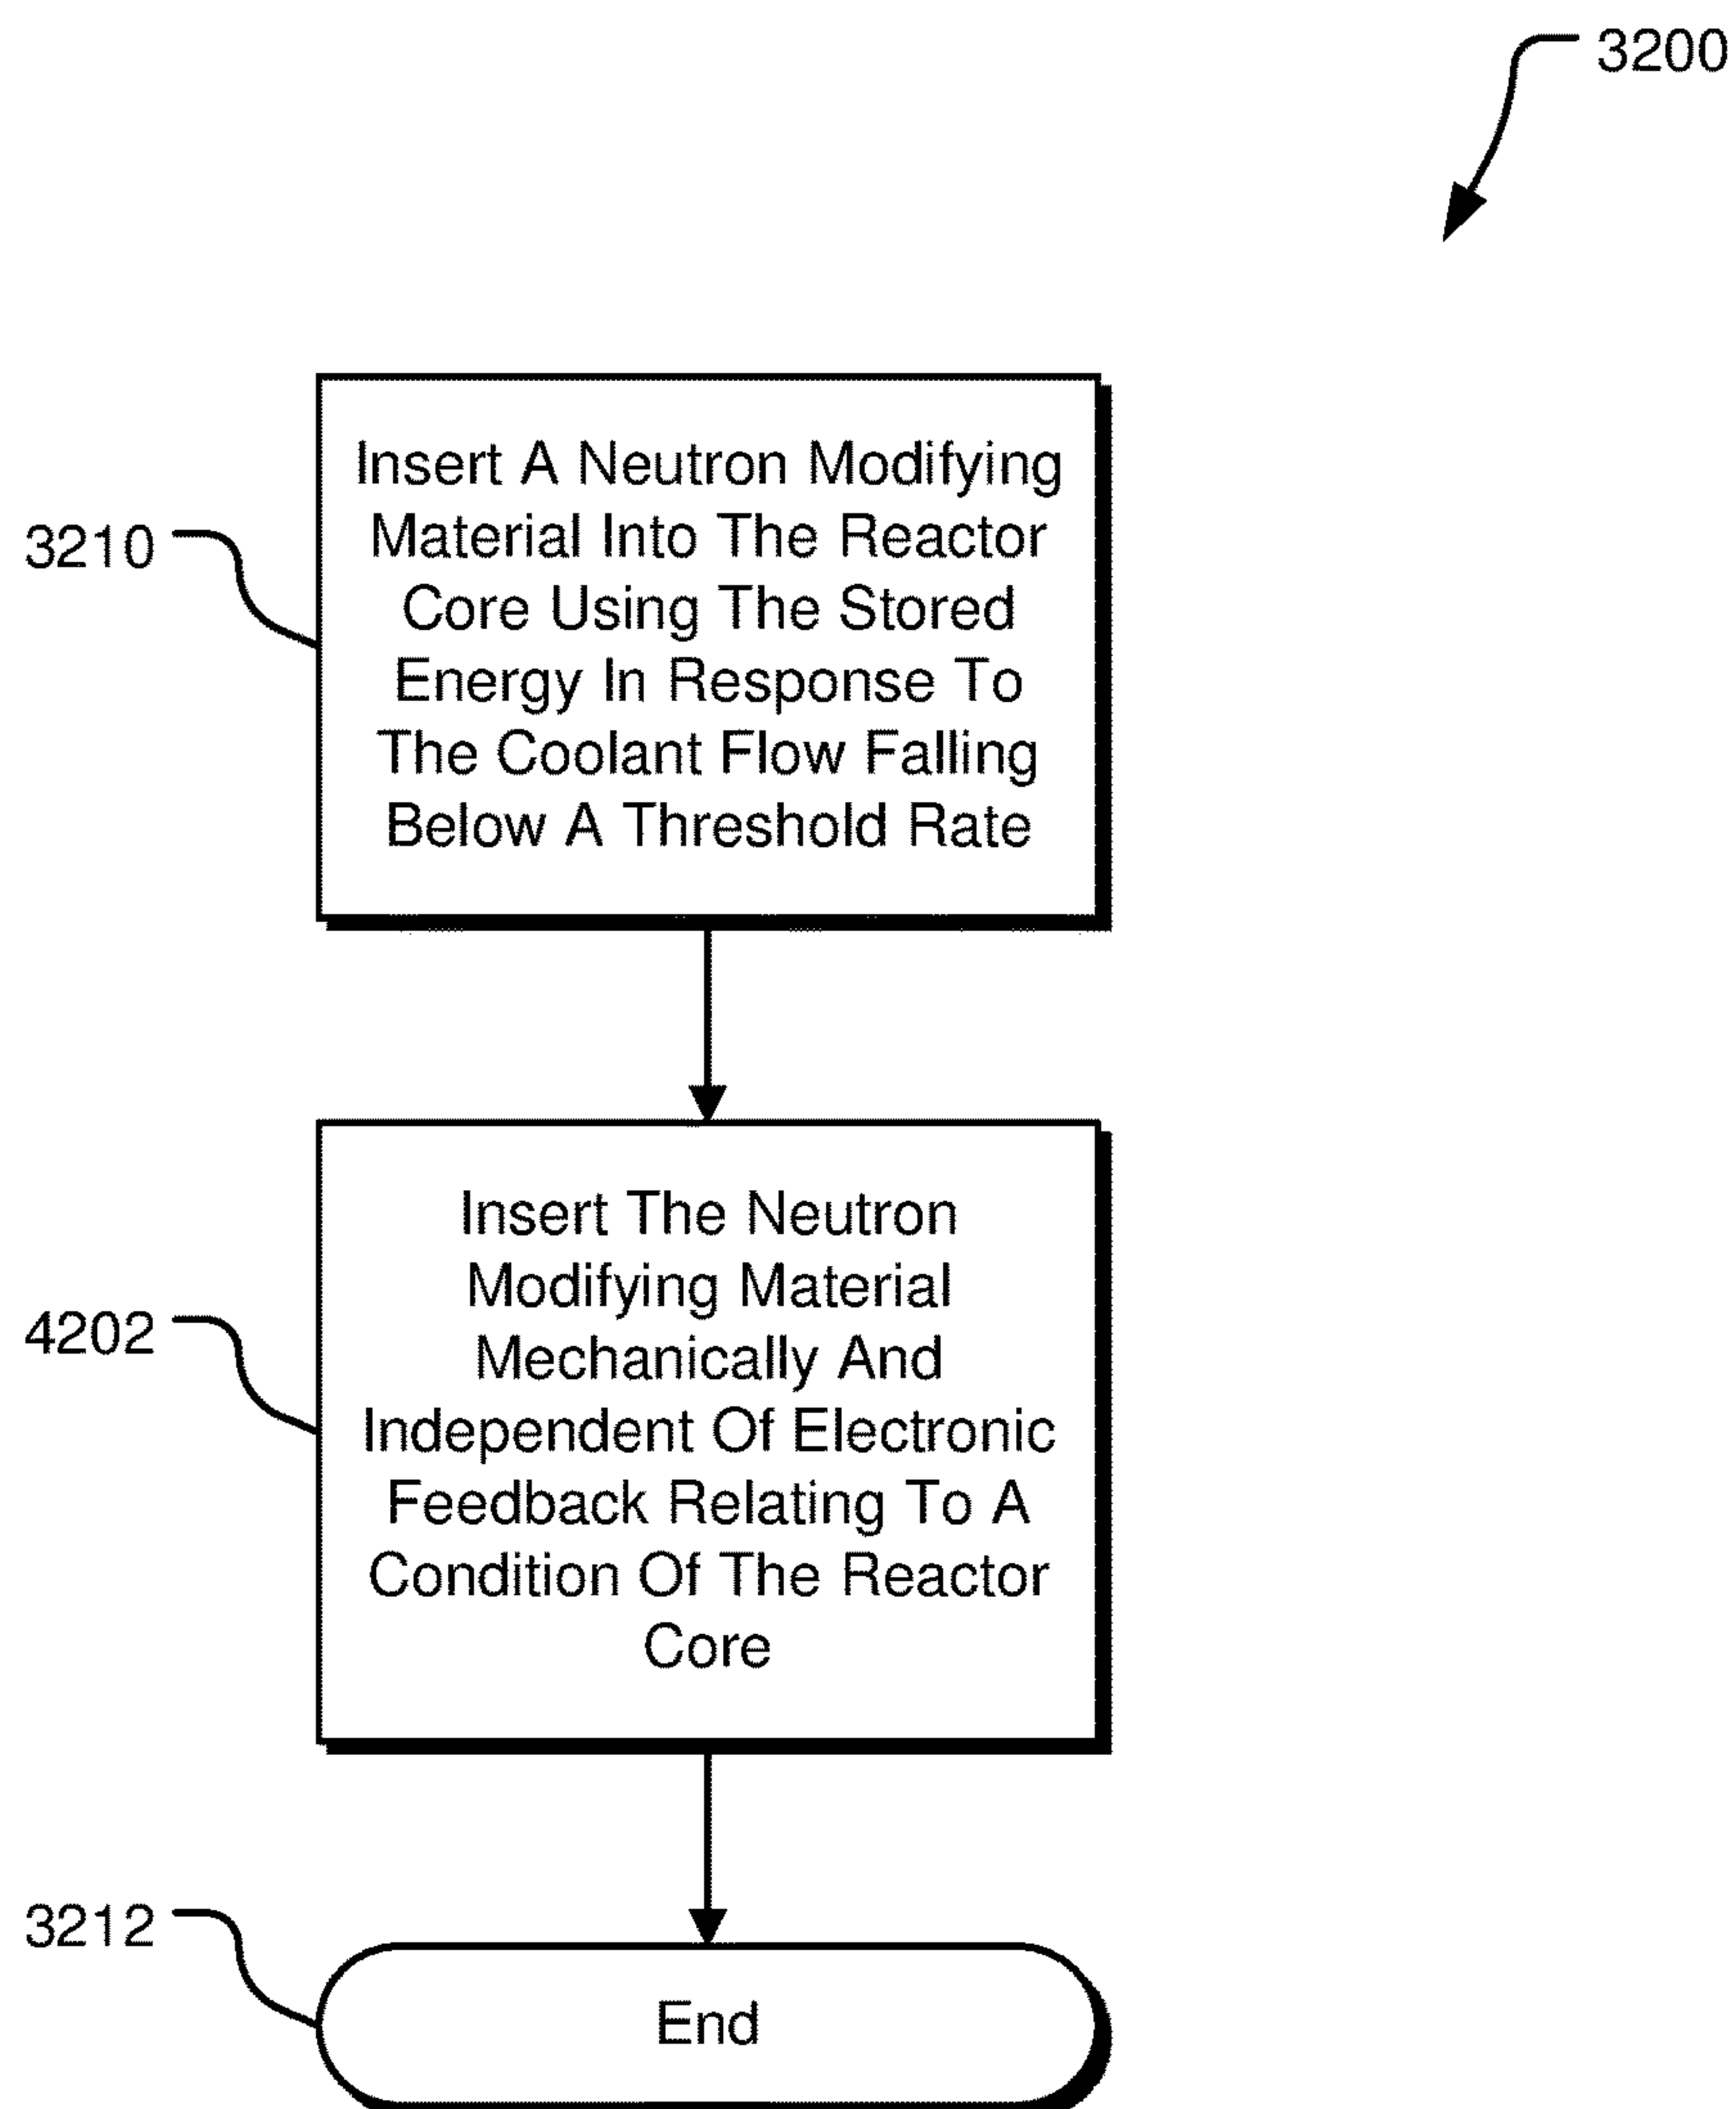 3200
3210
Insert A Neutron Modifying
Material Into The Reactor
Core Using The Stored
Energy In Response To
The Coolant Flow Falling
Below A Threshold Rate
4202
Insert The Neutron
Modifying Material
Mechanically And
Independent Of Electronic
Feedback Relating To A
Condition Of The Reactor
Core
3212
End